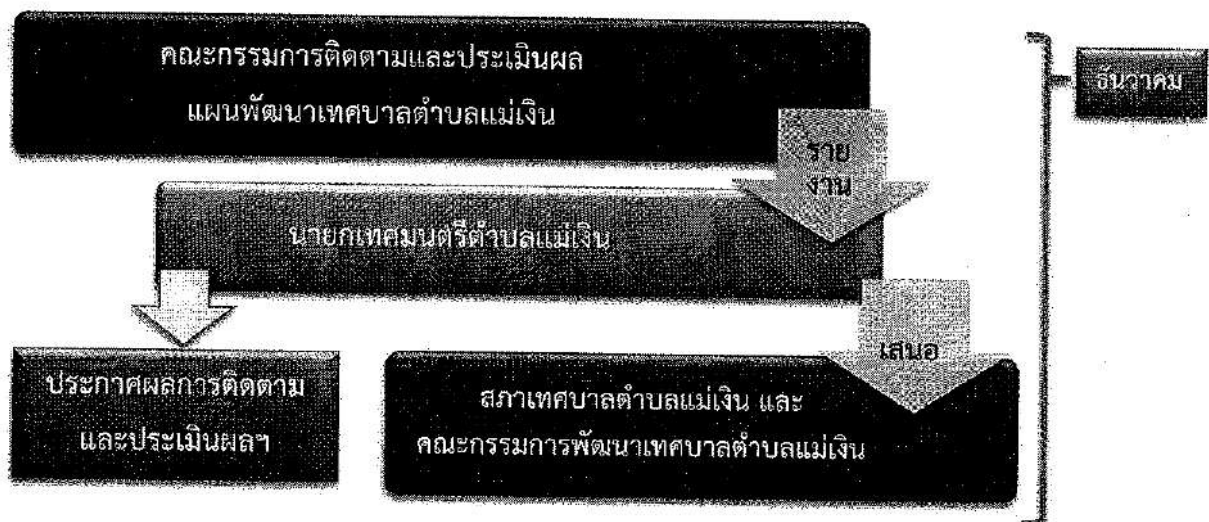 คณะกรรมการติดตามและประเมินผล
แผนพัฒนาเทศบาลตำบลแม่เงิน
ธันวาคม
ราย
งาน
นายกเทศมนตรีตำบลแม่เงิน
เสนอ
ประกาศผลการติดตาม
และประเมินผลฯ
สภาเทศบาลตำบลแม่เงิน และ
คณะกรรมการพัฒนาเทศบาลตำบลแม่เงิน